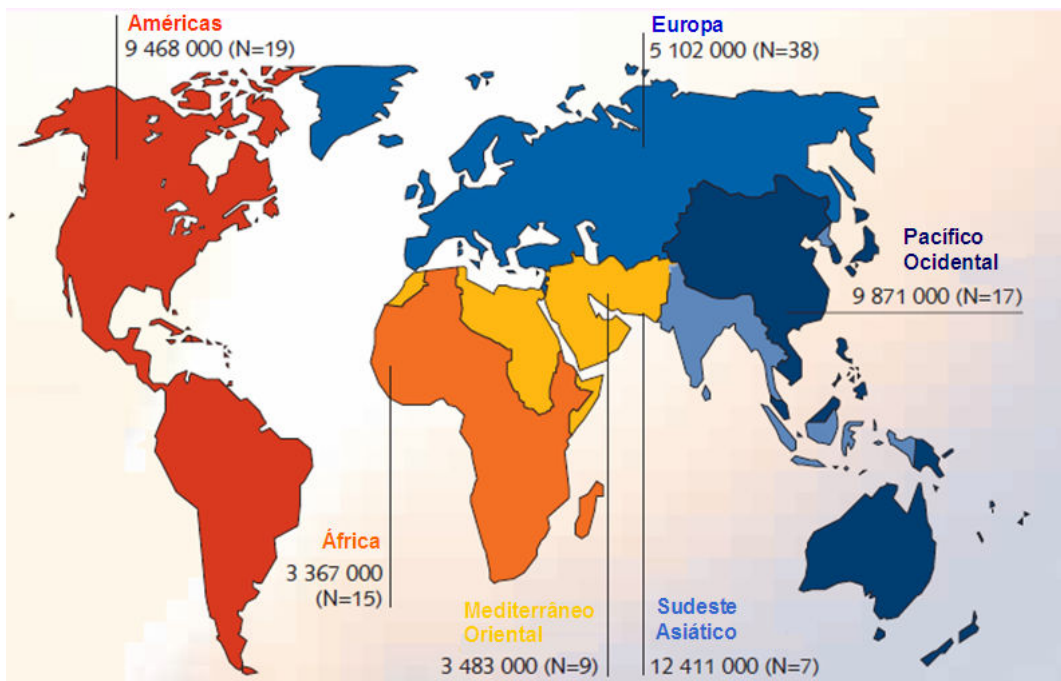 Américas
9 468 000 (N=19)
Europa
5 102 000 (N=38)
Pacífico
Ocidental
9 871 000 (N=17)
África
3 367 000
(N=15)
Mediterrâneo
Oriental
3 483 000 (N=9)
Sudeste
Asiático
12 411 000 (N=7)